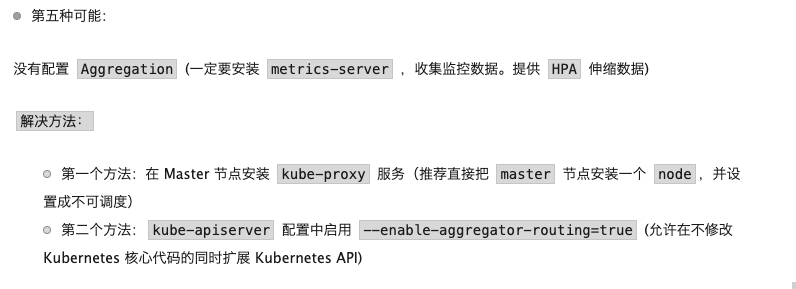 第五种可能：
没有配置 Aggregation (一定要安装 metrics-server ，收集监控数据。提供 HPA 伸缩数据)
解决方法：
第一个方法：在 Master 节点安装 kube-proxy 服务（推荐直接把 master 节点安装一个 node，并设
置成不可调度）
第二个方法： kube-apiserver 配置中启用 --enable-aggregator-routing=true (允许在不修改
Kubernetes 核心代码的同时扩展 Kubernetes API)